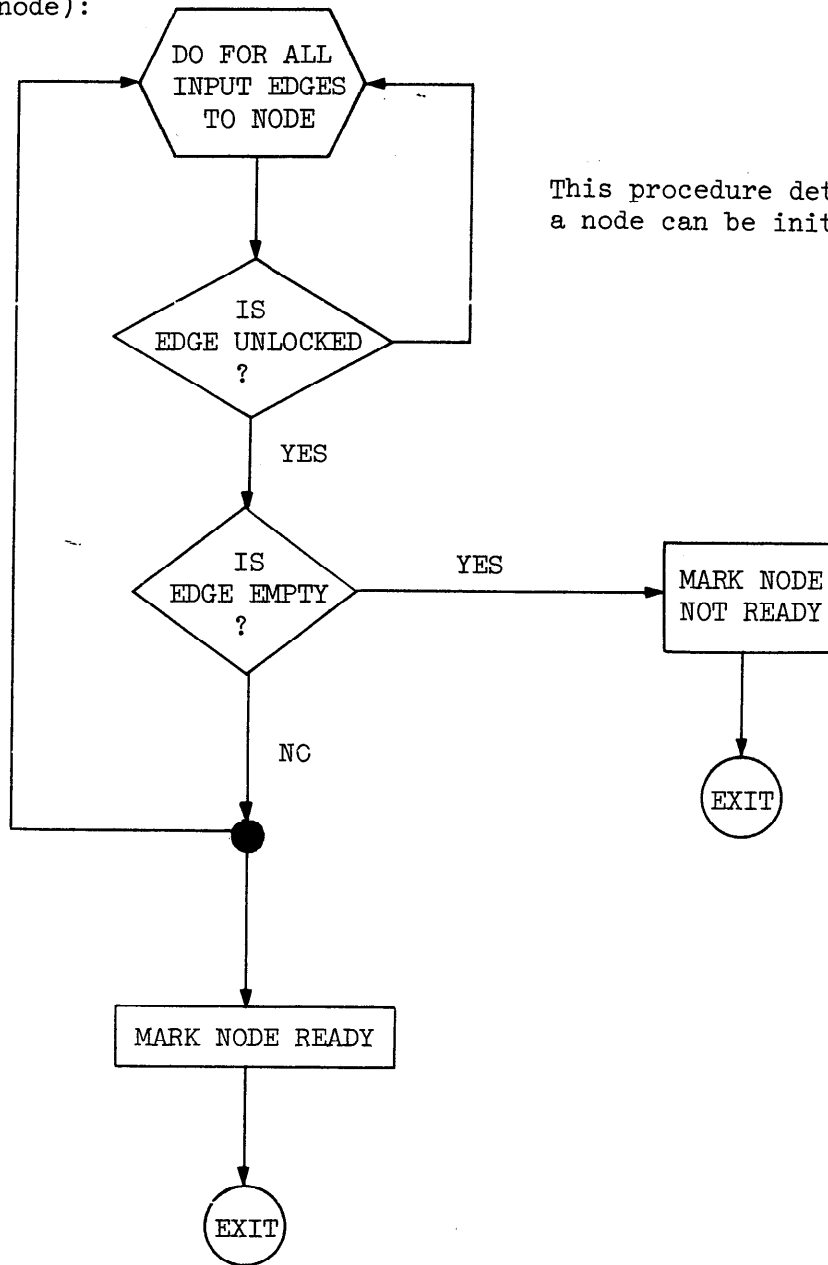 node):
DO FOR ALL
INPUT EDGES
TO NODE
This procedure det
a node can be init
IS
EDGE UNLOCKED
?
YES
IS
EDGE EMPTY
?
YES
MARK NODE
NOT READY
NO
EXIT
MARK NODE READY
EXIT